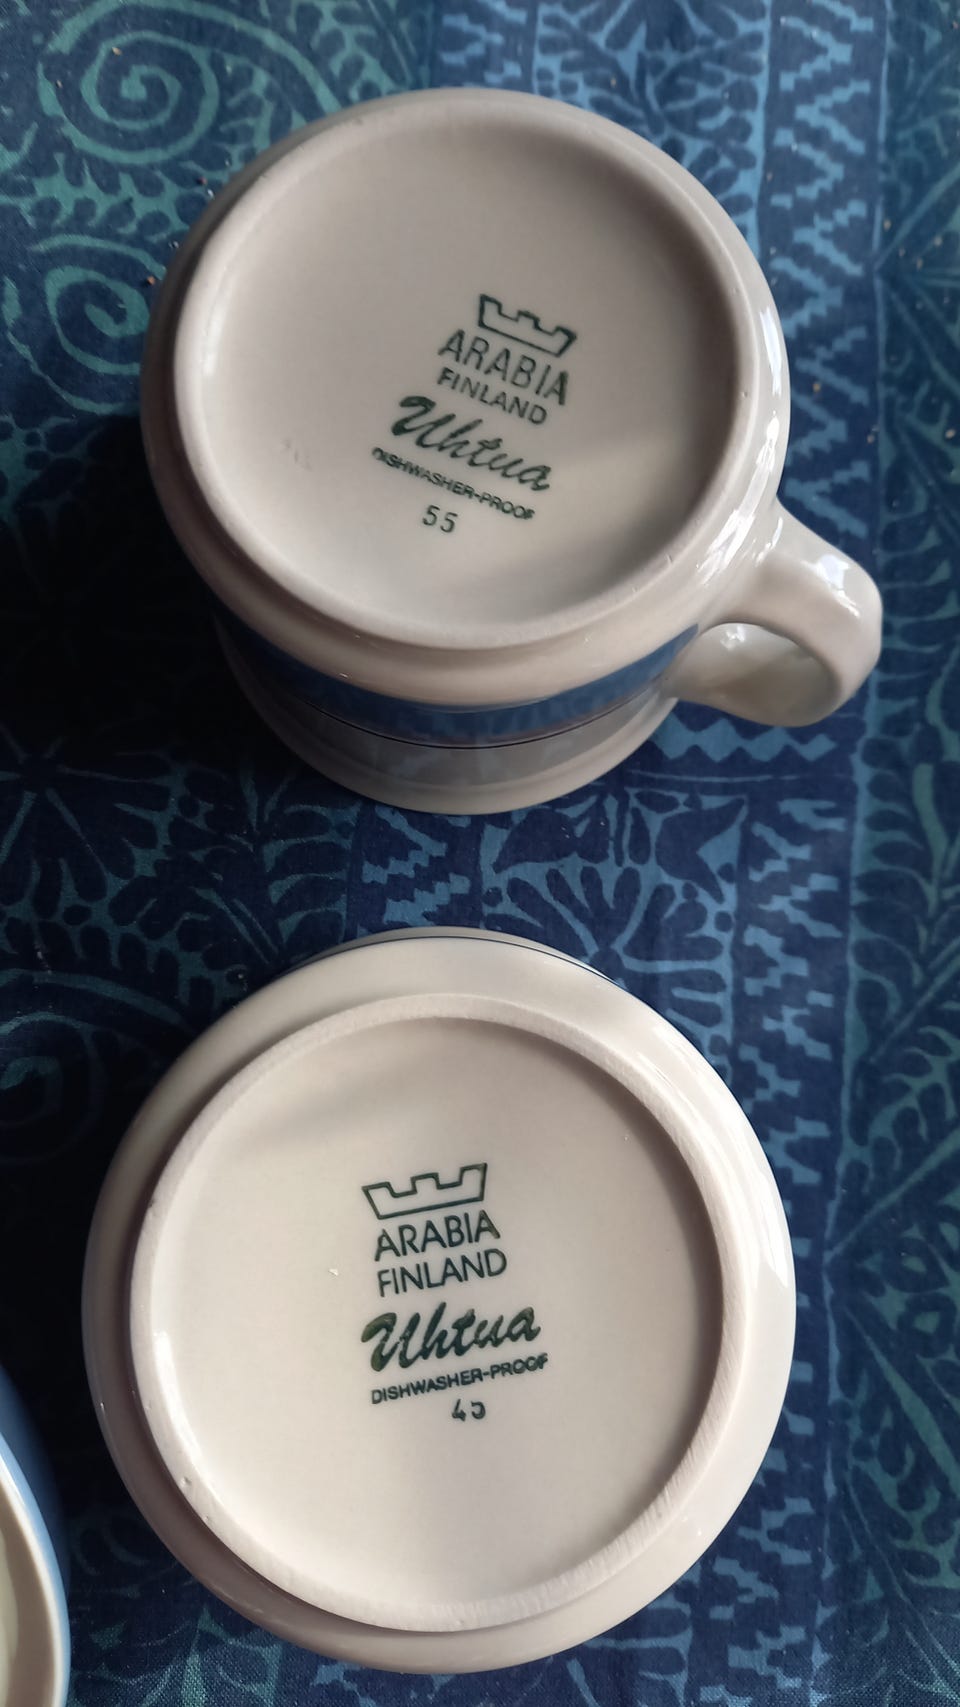 ARABIA
FINLAND
Uhtua
DISHWASHER-PROOF
55
ARABIA
FINLAND
Uhtua
DISHWASHER-PROOF
45